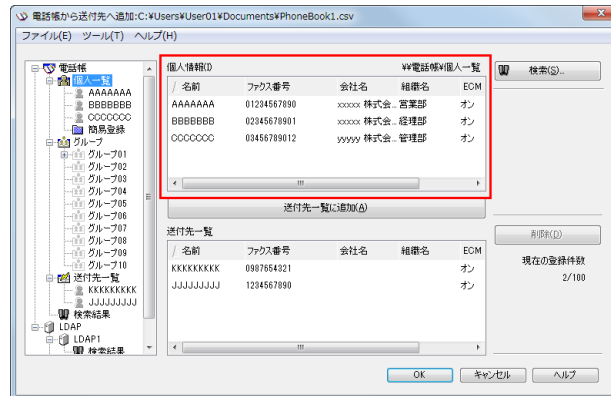 電話帳から送付先へ追加:C:¥Users¥User01¥Documents¥PhoneBook1.csv
ファイル(E) ツール(T) ヘルプ(H)
電話帳
個人一覧
AAAAAAA
BBBBBBB
CCCCCCC
簡易登録
グループ
グループ01
グループ02
グループ03
グループ04
グループ05
グループ06
グループ07
グループ08
グループ09
グループ10
送付先一覧
KKKKKKKKK
JJJJJJJJJ
検索結果
LDAP
LDAP1
検索結果
個人情報(I) ¥¥電話帳¥個人一覧
/ 名前 ファクス番号 会社名 組織名 ECM
AAAAAAA 01234567890 xxxxx 株式会... 営業部 オン
BBBBBBB 02345678901 xxxxx 株式会... 経理部 オン
CCCCCCC 03456789012 yyyyy 株式会... 管理部 オン
送付先一覧に追加(A)
送付先一覧
/ 名前 ファクス番号 会社名 組織名 ECM
KKKKKKKKK 0987654321 オン
JJJJJJJJJ 1234567890 オン
検索(S)...
削除(D)
現在の登録件数
2/100
OK キャンセル ヘルプ